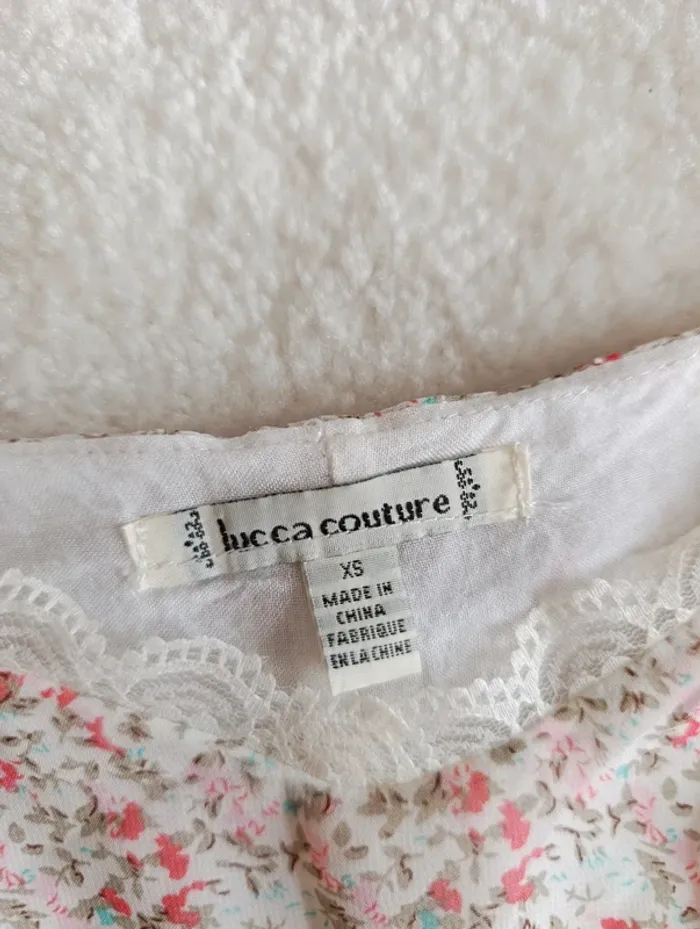 lucca couture
XS
MADE IN
CHINA
FABRIQUE
EN LA CHINE